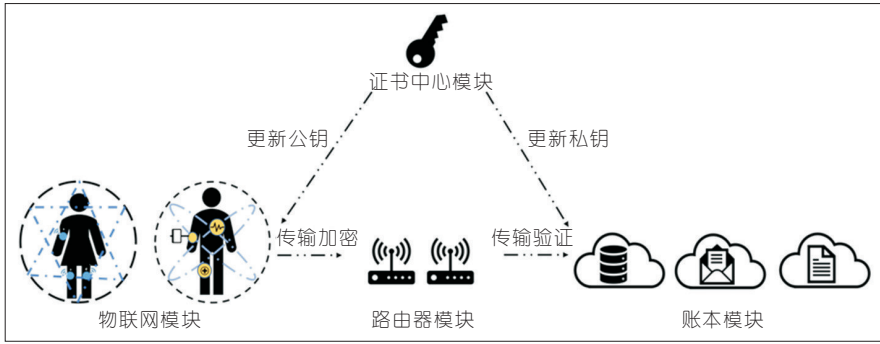 证书中心模块
更新公钥
更新私钥
传输加密
传输验证
物联网模块
路由器模块
账本模块